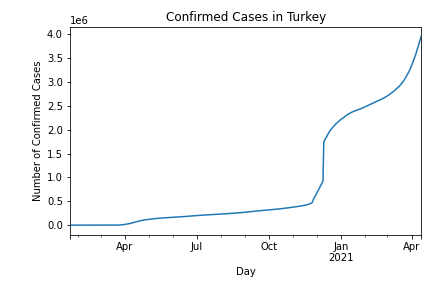 Confirmed Cases in Turkey
1e6
4.0
3.5
3.0
2.5
2.0
1.5
1.0
0.5
0.0
Number of Confirmed Cases
Apr Jul Oct Jan Apr
2021
Day